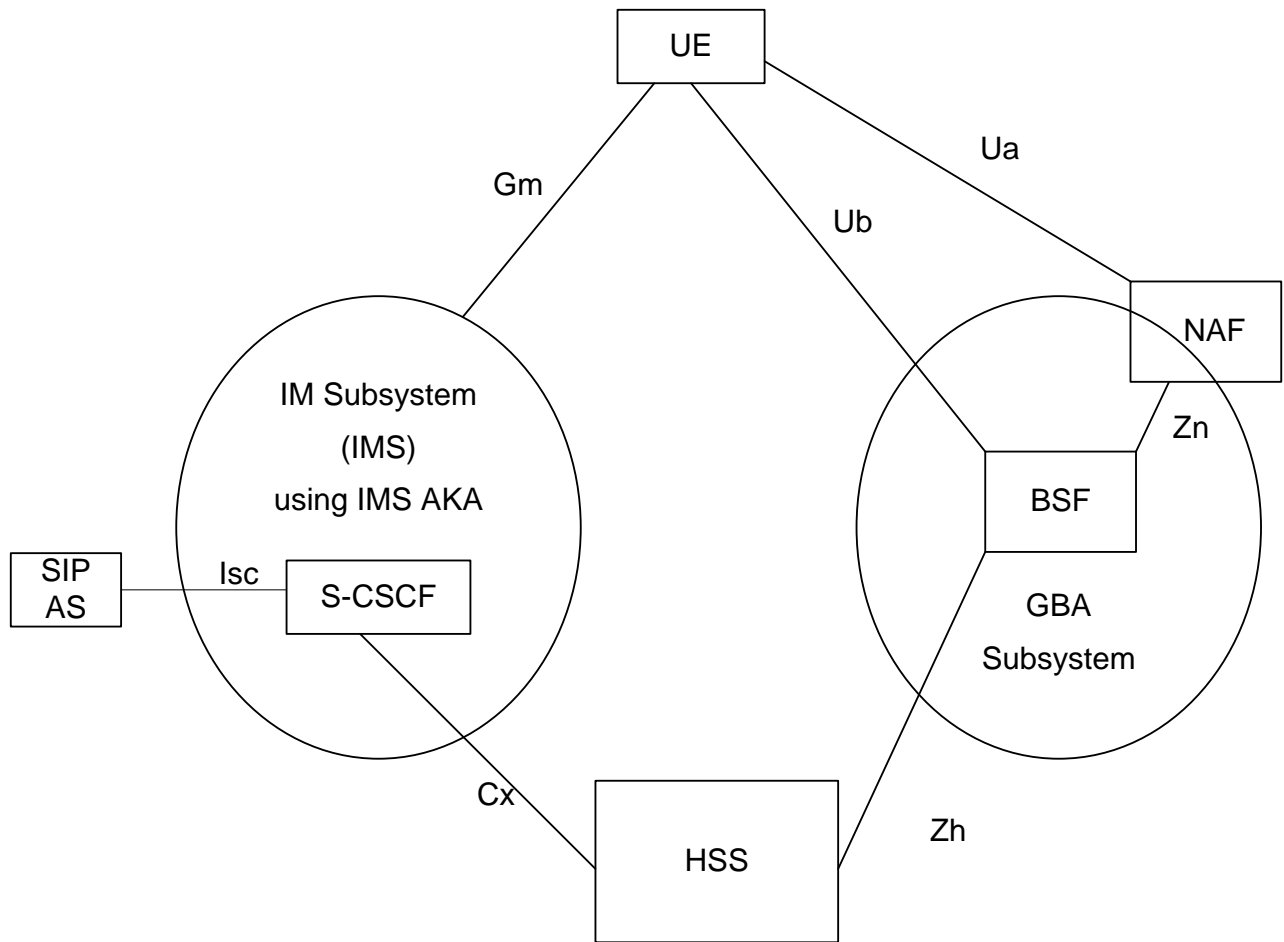 UE
Ua
Gm
Ub
NAF
IM Subsystem
(IMS)
using IMS AKA
Zn
BSF
SIP
AS
Isc
S-CSCF
GBA
Subsystem
Cx
Zh
HSS